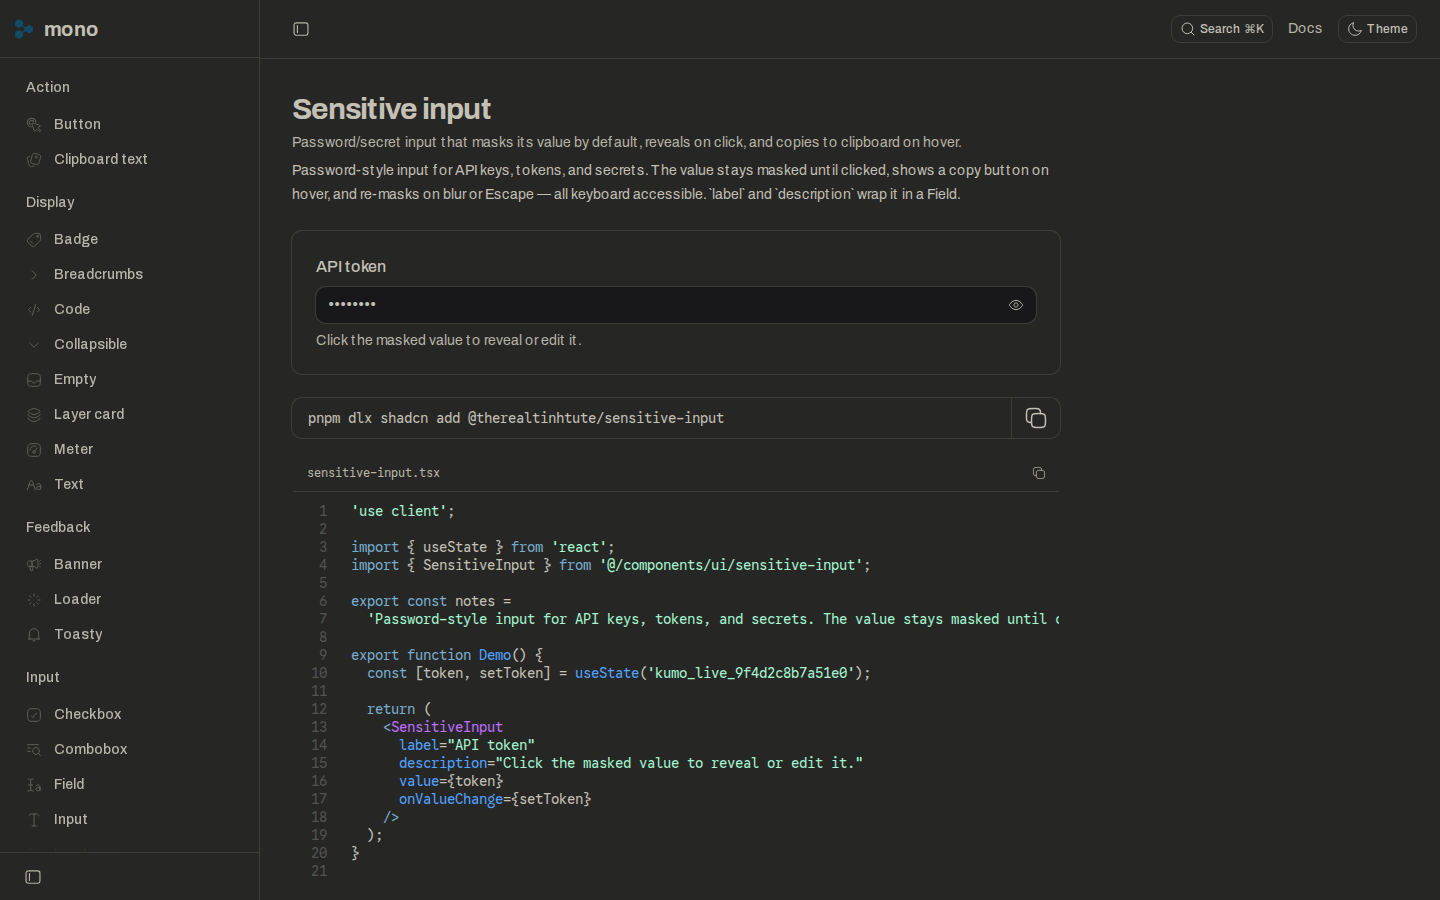 mono
Search ⌘K
Docs
Theme
Action
Button
Clipboard text
Display
Badge
Breadcrumbs
Code
Collapsible
Empty
Layer card
Meter
Text
Feedback
Banner
Loader
Toasty
Input
Checkbox
Combobox
Field
Input
Sensitive input
Password/secret input that masks its value by default, reveals on click, and copies to clipboard on hover.
Password-style input for API keys, tokens, and secrets. The value stays masked until clicked, shows a copy button on
hover, and re-masks on blur or Escape — all keyboard accessible. `label` and `description` wrap it in a Field.
API token
••••••••
Click the masked value to reveal or edit it.
pnpm dlx shadcn add @therealtinhtute/sensitive-input
sensitive-input.tsx
1 'use client';
2
3 import { useState } from 'react';
4 import { SensitiveInput } from '@/components/ui/sensitive-input';
5
6 export const notes =
7 'Password-style input for API keys, tokens, and secrets. The value stays masked until
8
9 export function Demo() {
10 const [token, setToken] = useState('kumo_live_9f4d2c8b7a51e0');
11
12 return (
13 <SensitiveInput
14 label="API token"
15 description="Click the masked value to reveal or edit it."
16 value={token}
17 onValueChange={setToken}
18 />
19 );
20 }
21